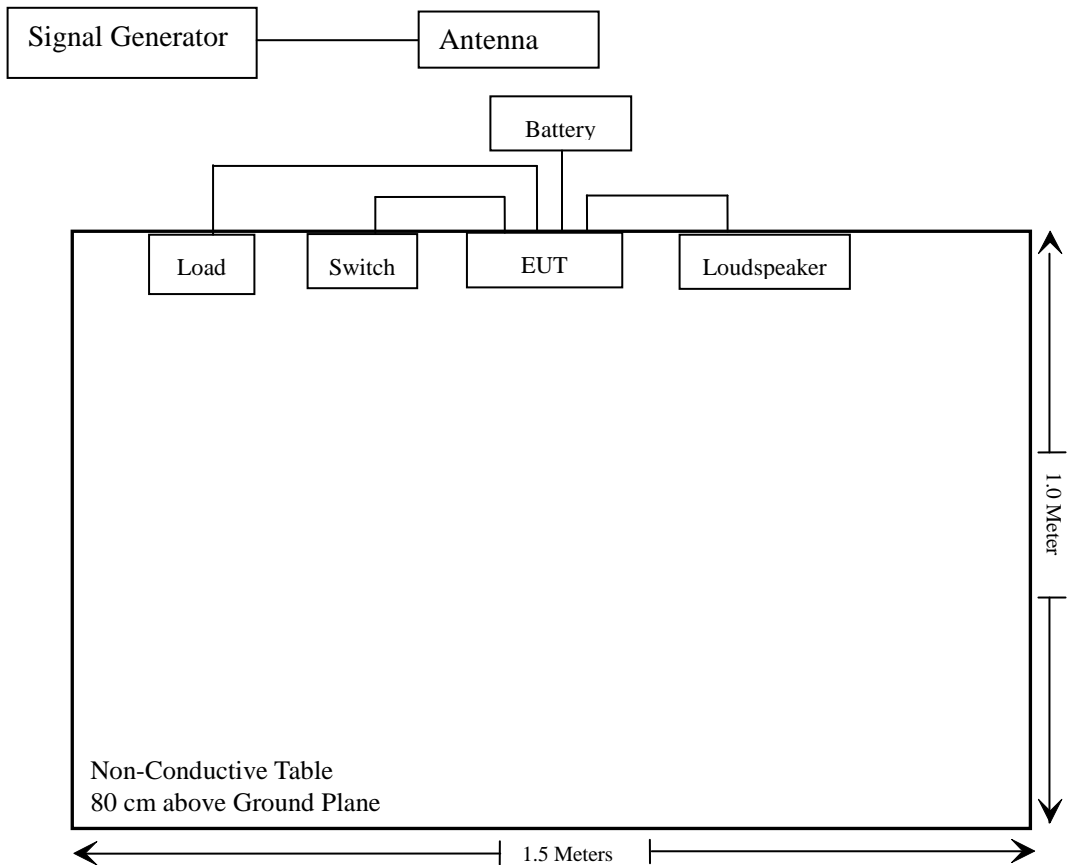 Signal Generator
Antenna
Battery
Load
Switch
EUT
Loudspeaker
1.0 Meter
Non-Conductive Table
80 cm above Ground Plane
1.5 Meters